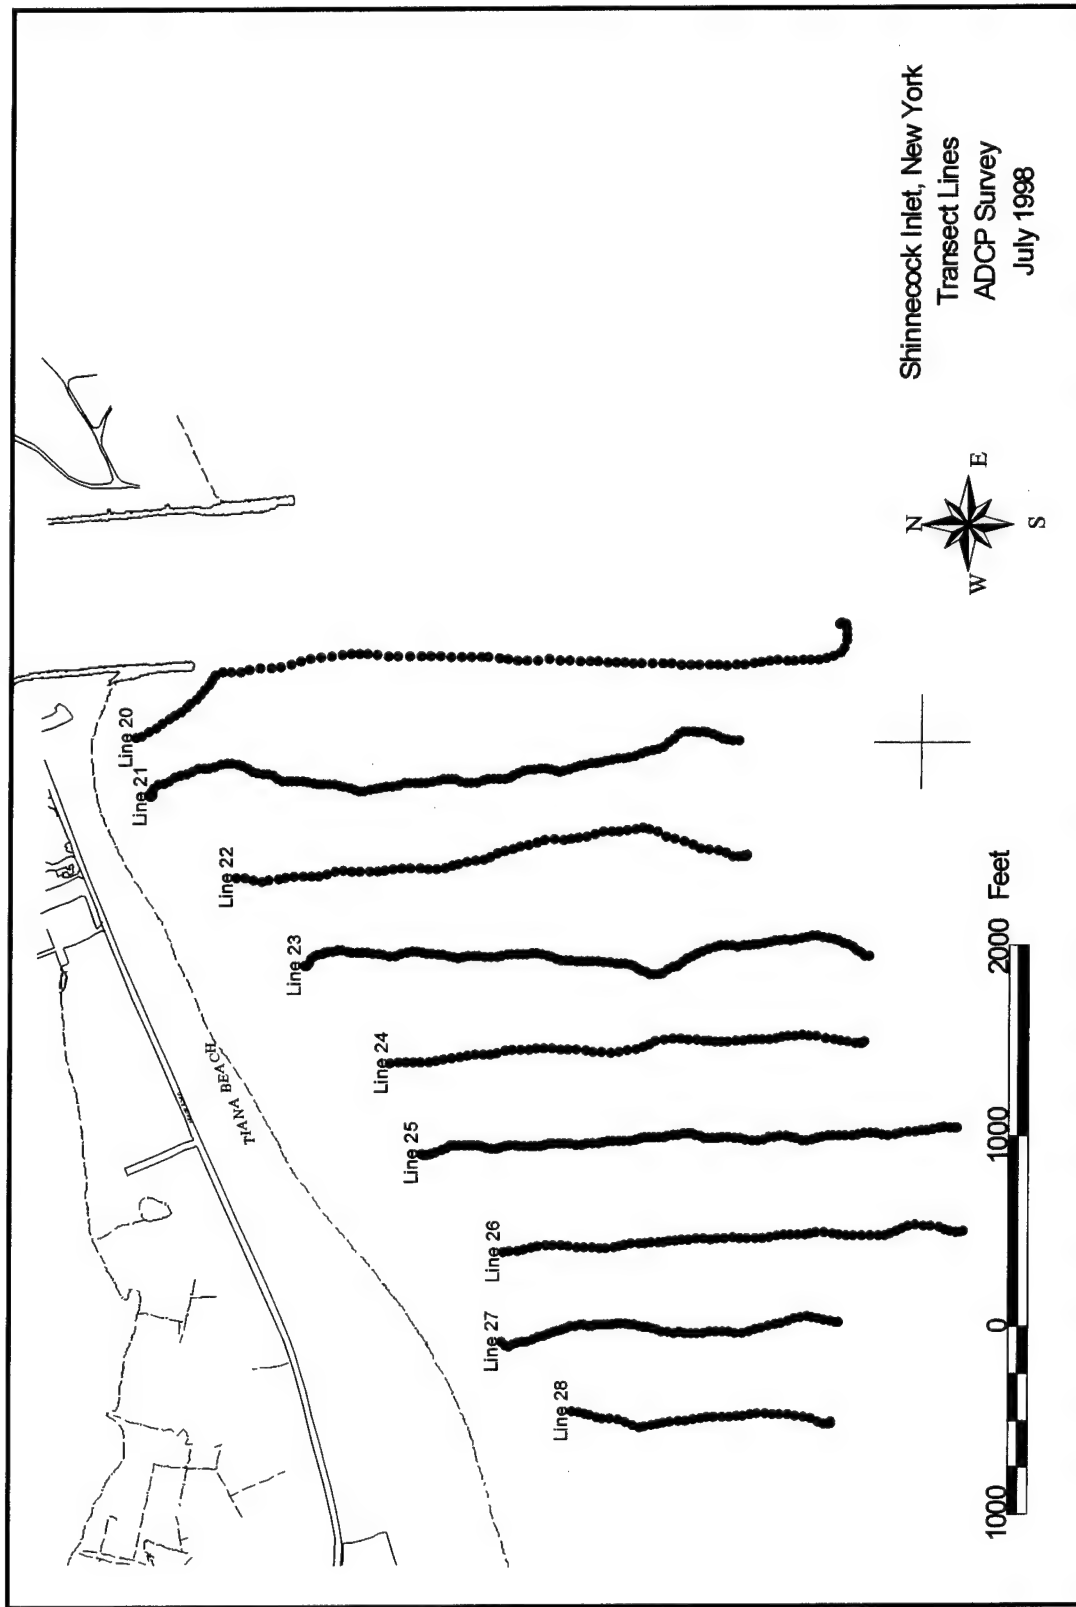 Shinnecock Inlet, New York
Transect Lines
ADCP Survey
July 1998
N
W
E
S
TIANA BEACH
Line 20
Line 21
Line 22
Line 23
Line 24
Line 25
Line 26
Line 27
Line 28
1000 0 1000 2000 Feet